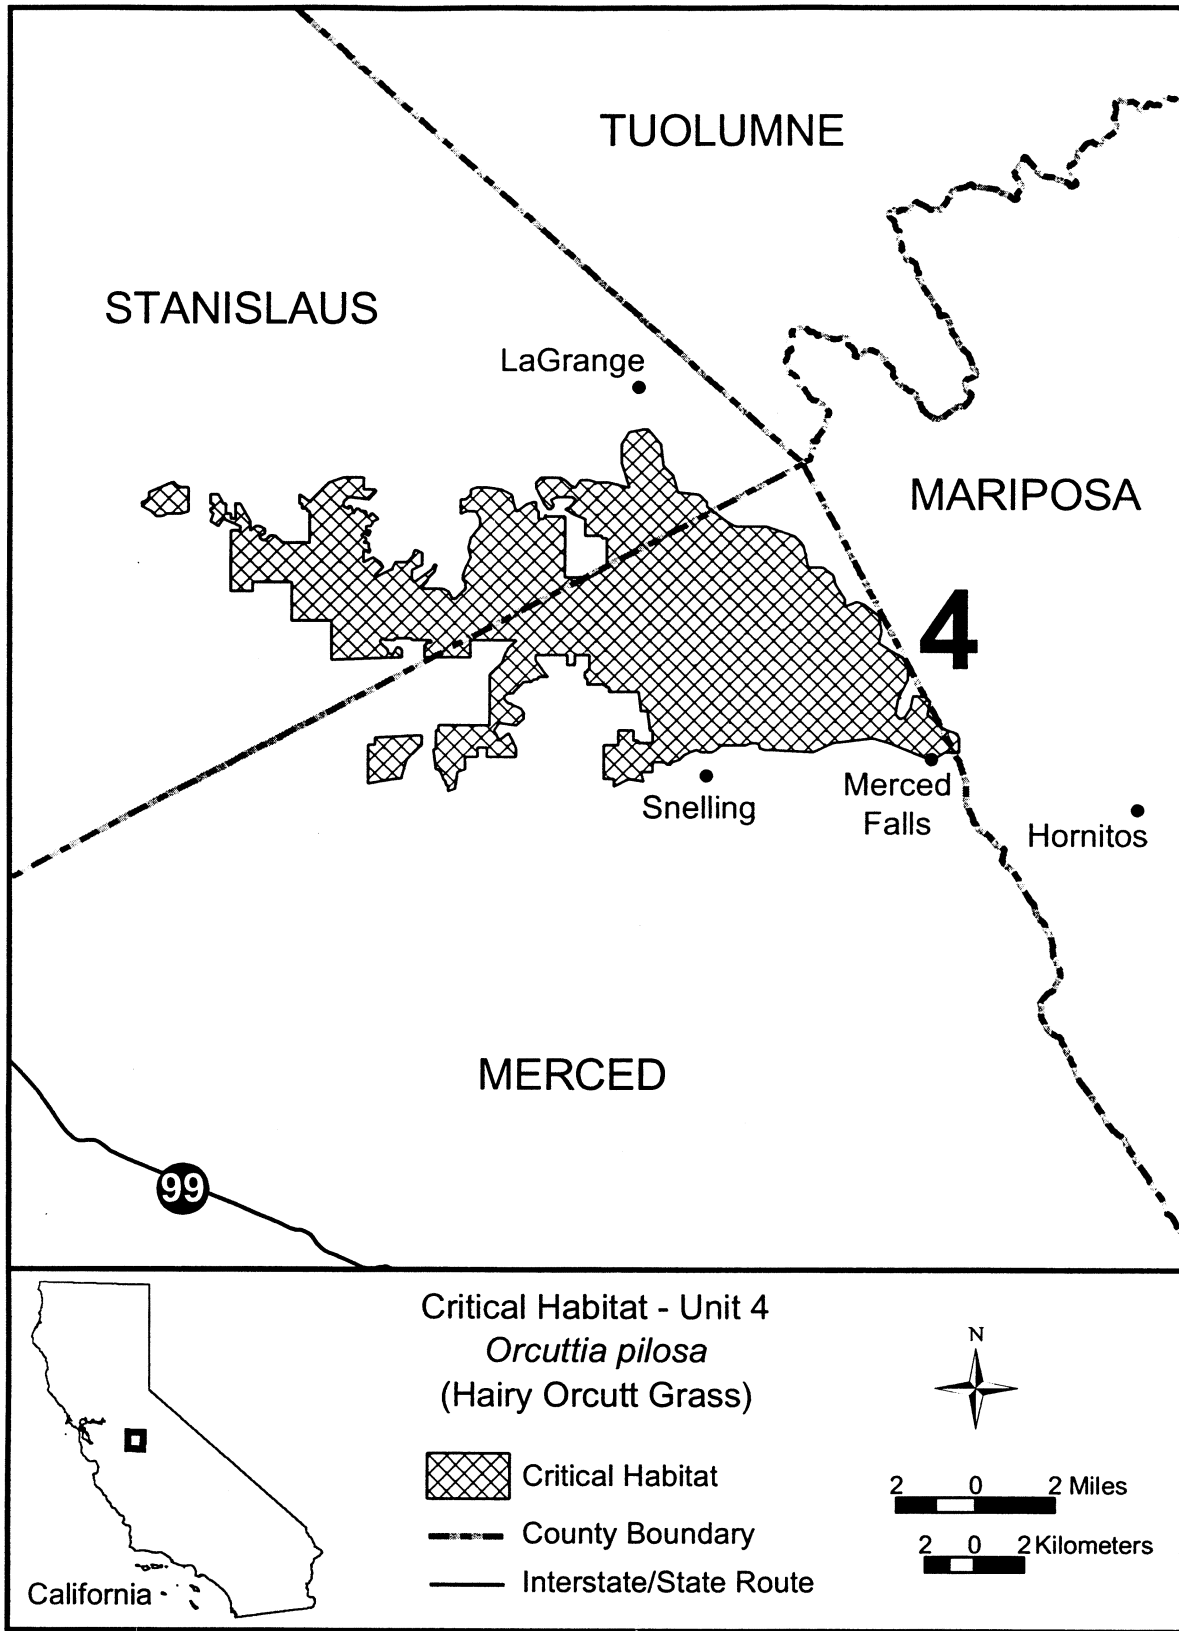 TUOLUMNE
STANISLAUS
LaGrange
MARIPOSA
4
Snelling
Merced
Falls
Hornitos
MERCED
99
Critical Habitat - Unit 4
Orcuttia pilosa
(Hairy Orcutt Grass)
N
Critical Habitat
County Boundary
Interstate/State Route
2 0 2 Miles
2 0 2 Kilometers
California